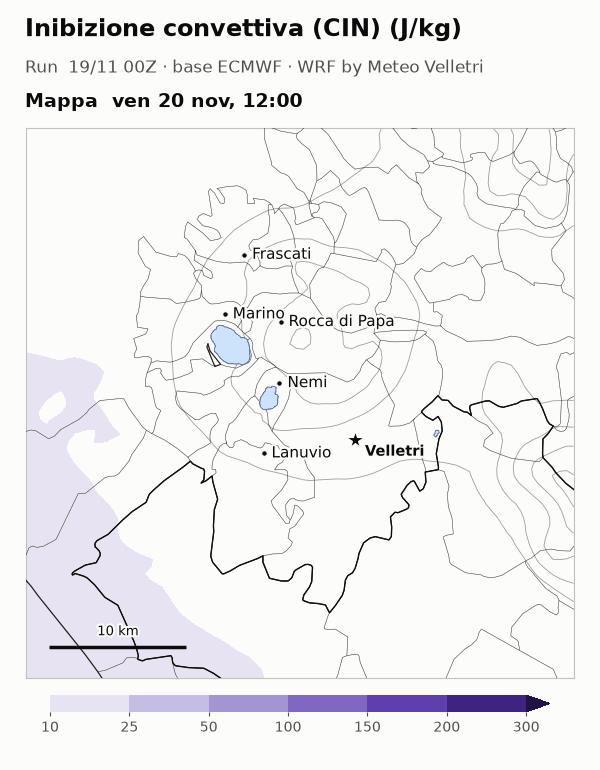 Inibizione convettiva (CIN) (J/kg)
Run  19/11 00Z · base ECMWF · WRF by Meteo Velletri
Mappa  ven 20 nov, 12:00
Frascati
Marino
Rocca di Papa
Nemi
Velletri
Lanuvio
10 km
10 25 50 100 150 200 300